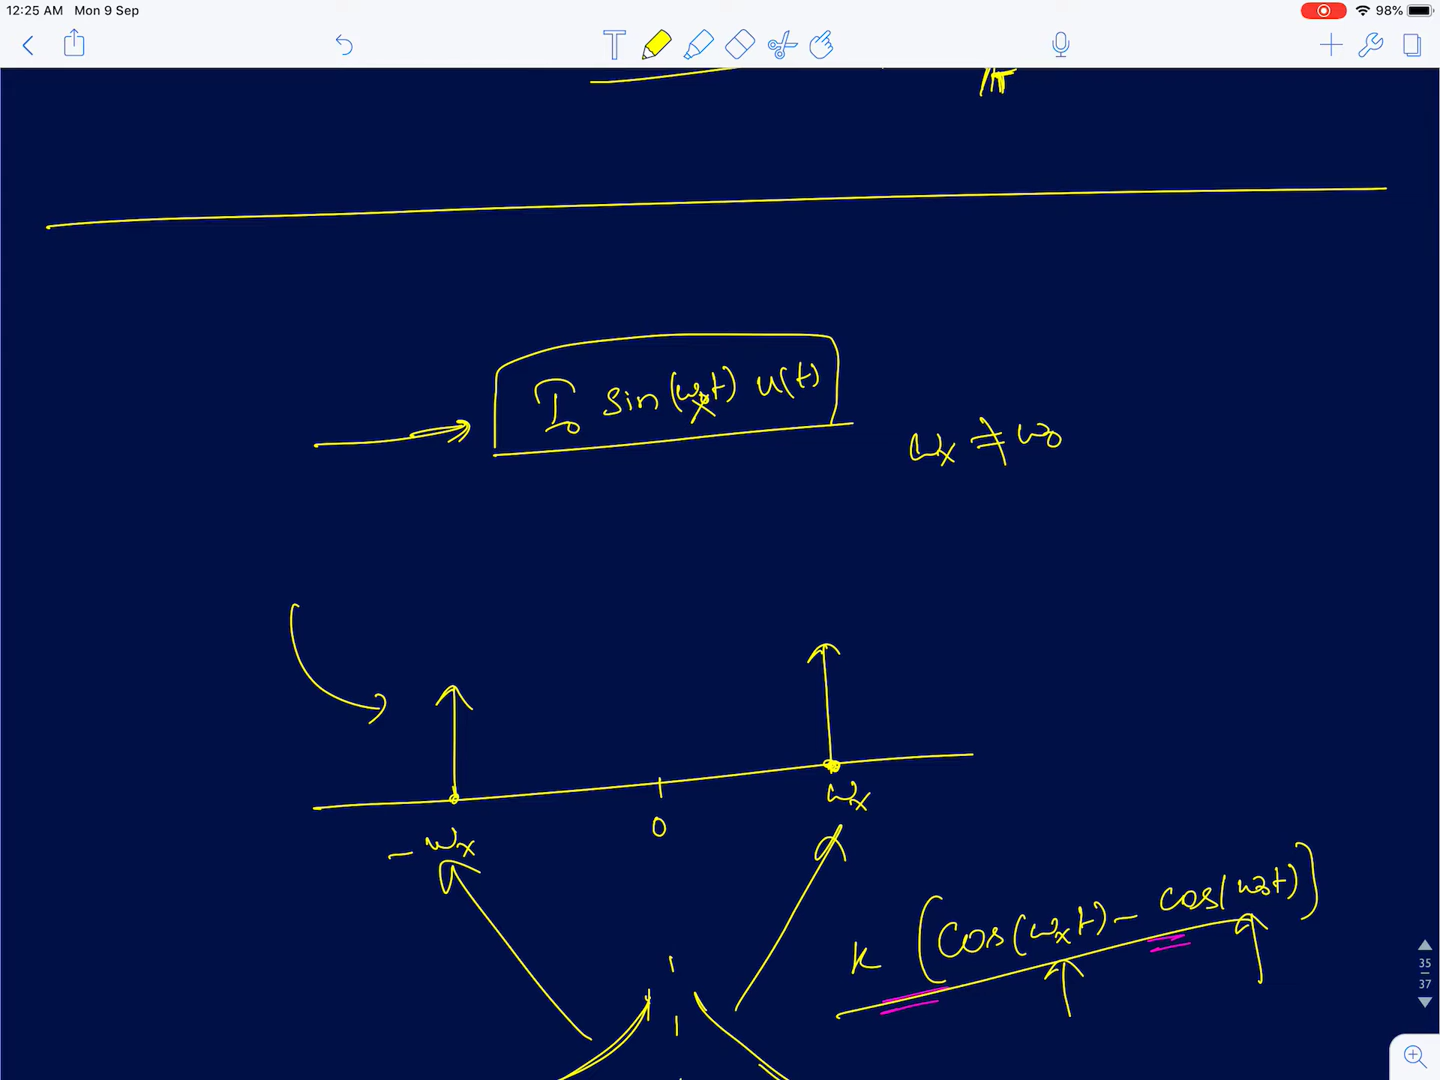 12:25 AM Mon 9 Sep
98%
T
π
I₀ sin(ωₓt) u(t)
ωₓ ≠ ω₀
ωₓ
0
- ωₓ
k (cos(ωₓt) - cos(ω₀t))
35
37